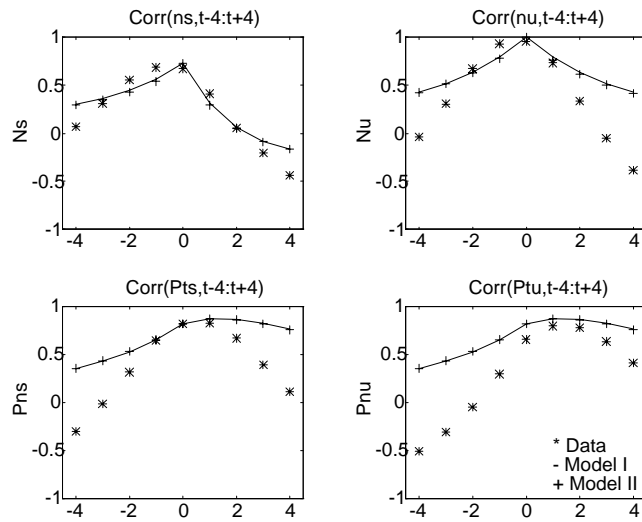 Corr(ns,t-4:t+4)
1
0.5
0
-0.5
-1
Ns
-4 -2 0 2 4
Corr(nu,t-4:t+4)
1
0.5
0
-0.5
-1
Nu
-4 -2 0 2 4
Corr(Pts,t-4:t+4)
1
0.5
0
-0.5
-1
Pns
-4 -2 0 2 4
Corr(Ptu,t-4:t+4)
1
0.5
0
-0.5
-1
Pnu
* Data
- Model I
+ Model II
-4 -2 0 2 4